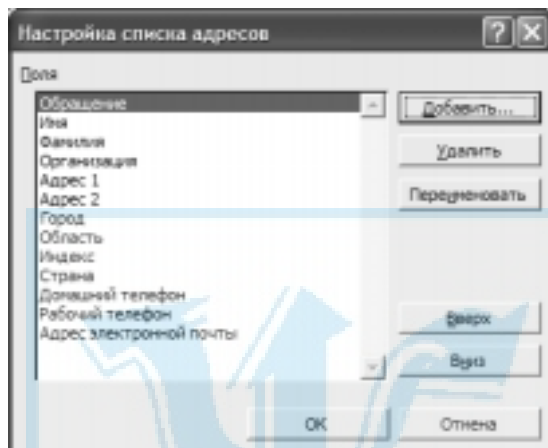 Настройка списка адресов
Поля
Обращение
Имя
Фамилия
Организация
Адрес 1
Адрес 2
Город
Область
Индекс
Страна
Домашний телефон
Рабочий телефон
Адрес электронной почты
Добавить...
Удалить
Переименовать
Вверх
Вниз
OK
Отмена